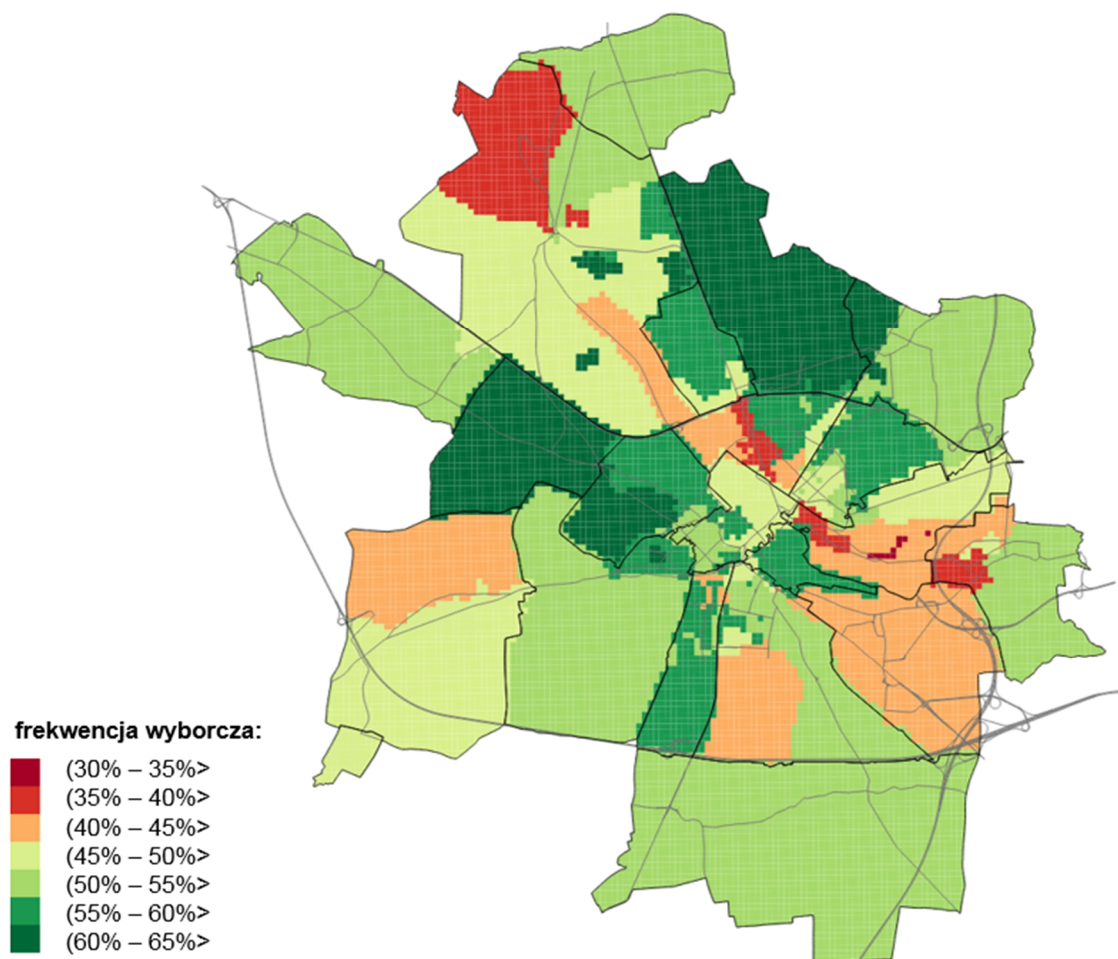 frekwencja wyborcza:
(30% – 35%>
(35% – 40%>
(40% – 45%>
(45% – 50%>
(50% – 55%>
(55% – 60%>
(60% – 65%>